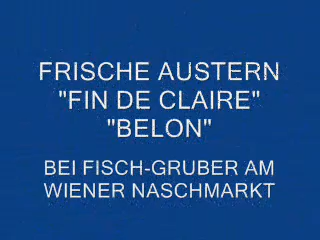 FRISCHE AUSTERN
"FIN DE CLAIRE"
"BELON"
BEI FISCH-GRUBER AM
WIENER NASCHMARKT